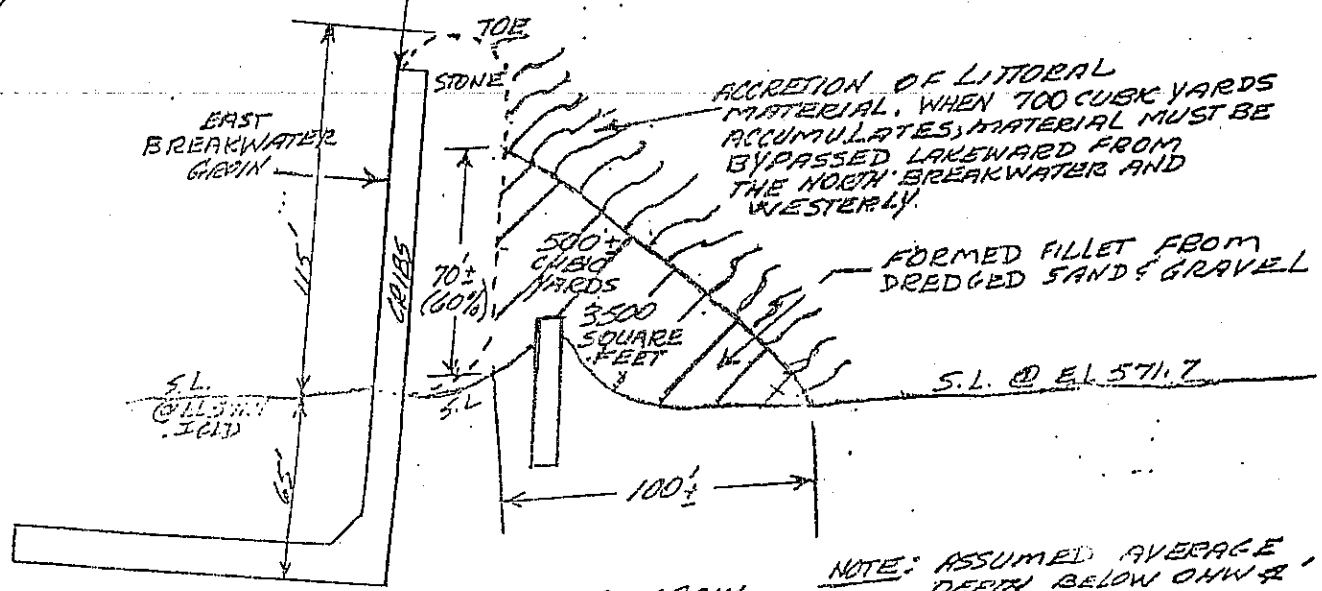 TOE
STONE
EAST
BREAKWATER
GROIN
ACCRETION OF LITTORAL
MATERIAL. WHEN 700 CUBIC YARDS
ACCUMULATES, MATERIAL MUST BE
BYPASSED LAKEWARD FROM
THE NORTH BREAKWATER AND
WESTERLY.
115'
CRIBS
70'±
(60%)
500±
CUBIC
YARDS
3500
SQUARE
FEET
FORMED FILLET FROM
DREDGED SAND & GRAVEL
S.L.
S.L
S.L. @ EL 571.7
65'
100'±
NOTE: ASSUMED AVERAGE
DEPTH BELOW OHW